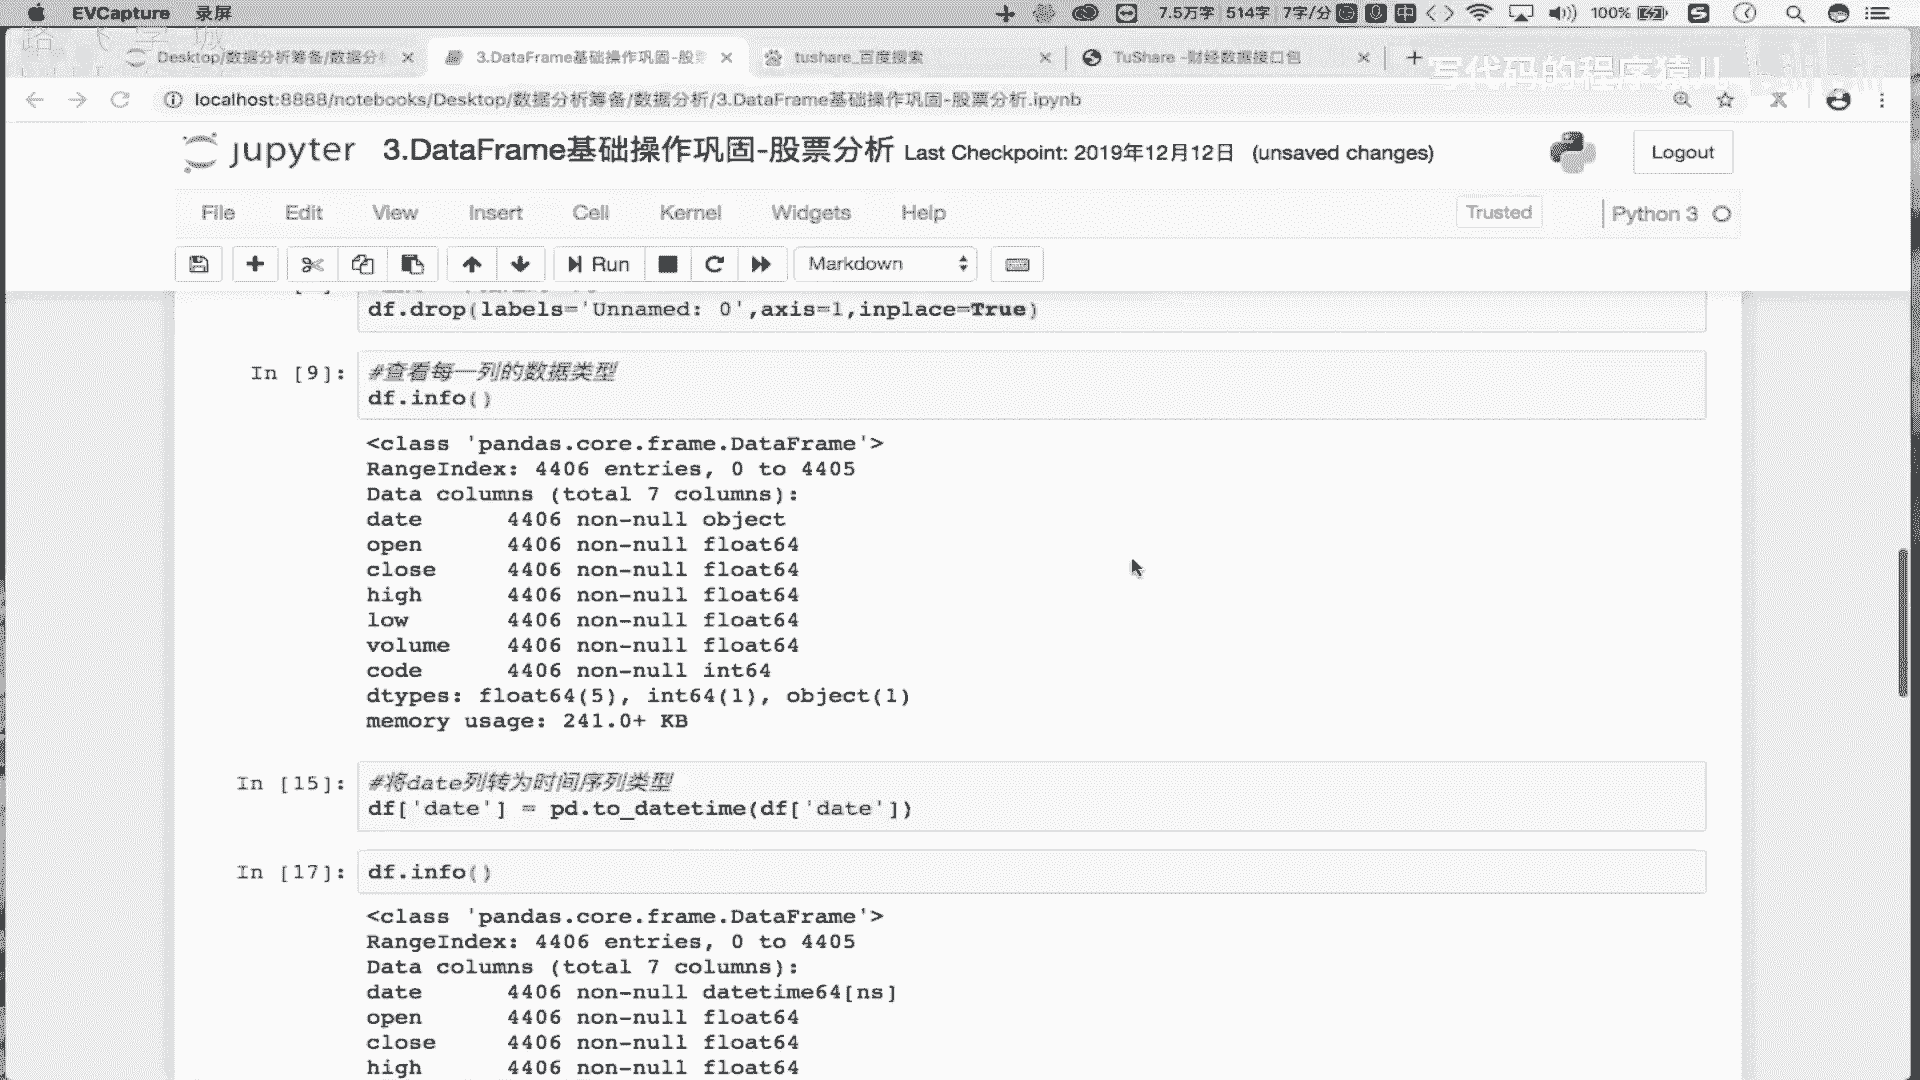 EVCapture 录屏 7.5万字 514字 7字/分 中 100%
Desktop/数据分析筹备/数据分 3.DataFrame基础操作巩固-股 tushare_百度搜索 TuShare -财经数据接口包
写代码的程序猿儿
localhost:8888/notebooks/Desktop/数据分析筹备/数据分析/3.DataFrame基础操作巩固-股票分析.ipynb
jupyter 3.DataFrame基础操作巩固-股票分析 Last Checkpoint: 2019年12月12日 (unsaved changes) Logout
File Edit View Insert Cell Kernel Widgets Help Trusted Python 3
Run Markdown
df.drop(labels='Unnamed: 0',axis=1,inplace=True)
In [9]: #查看每一列的数据类型
df.info()
<class 'pandas.core.frame.DataFrame'>
RangeIndex: 4406 entries, 0 to 4405
Data columns (total 7 columns):
date 4406 non-null object
open 4406 non-null float64
close 4406 non-null float64
high 4406 non-null float64
low 4406 non-null float64
volume 4406 non-null float64
code 4406 non-null int64
dtypes: float64(5), int64(1), object(1)
memory usage: 241.0+ KB
In [15]: #将date列转为时间序列类型
df['date'] = pd.to_datetime(df['date'])
In [17]: df.info()
<class 'pandas.core.frame.DataFrame'>
RangeIndex: 4406 entries, 0 to 4405
Data columns (total 7 columns):
date 4406 non-null datetime64[ns]
open 4406 non-null float64
close 4406 non-null float64
high 4406 non-null float64